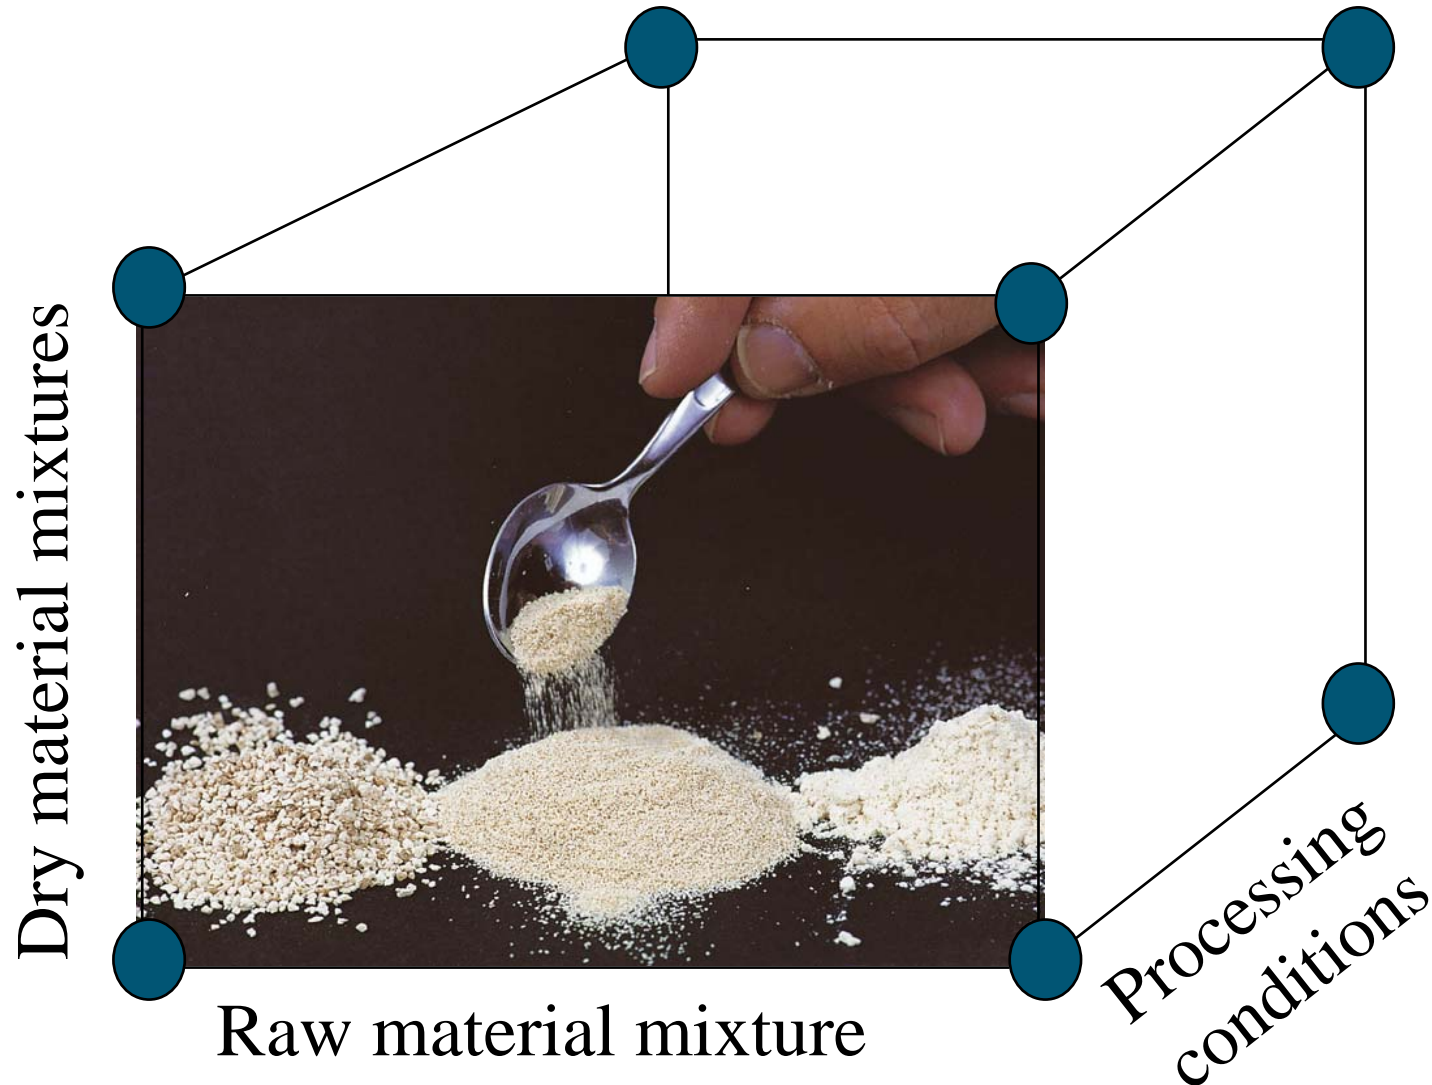 Dry material mixtures
Raw material mixture
Processing
conditions